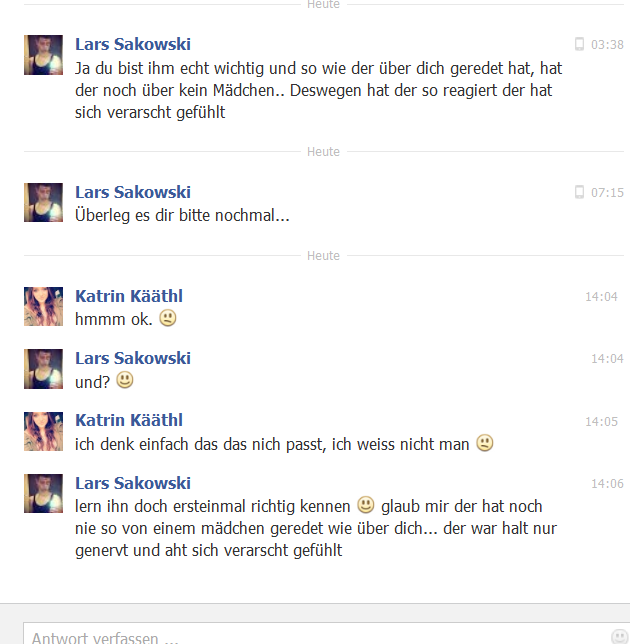 Heute
Lars Sakowski 03:38
Ja du bist ihm echt wichtig und so wie der über dich geredet hat, hat
der noch über kein Mädchen.. Deswegen hat der so reagiert der hat
sich verarscht gefühlt
Heute
Lars Sakowski 07:15
Überleg es dir bitte nochmal...
Heute
Katrin Kääthl 14:04
hmmm ok.
Lars Sakowski 14:04
und?
Katrin Kääthl 14:05
ich denk einfach das das nich passt, ich weiss nicht man
Lars Sakowski 14:06
lern ihn doch ersteinmal richtig kennen glaub mir der hat noch
nie so von einem mädchen geredet wie über dich... der war halt nur
genervt und aht sich verarscht gefühlt
Antwort verfassen ...